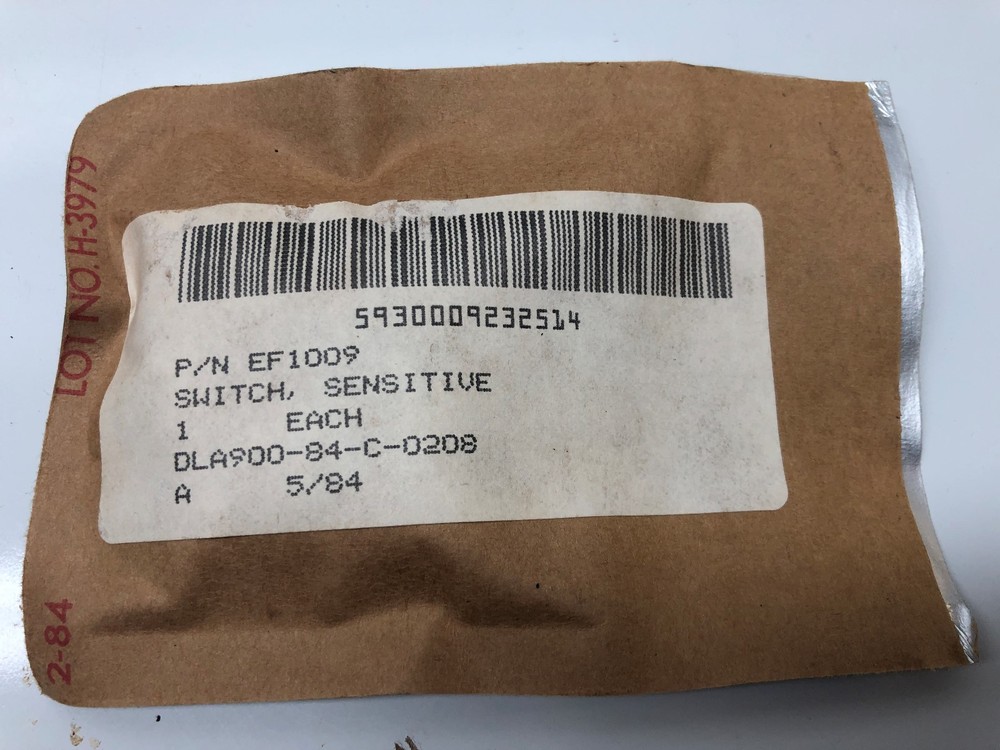 LOT NO. H-3979
5930009232514
P/N EF1009
SWITCH, SENSITIVE
1 EACH
DLA900-84-C-0208
A 5/84
2-84